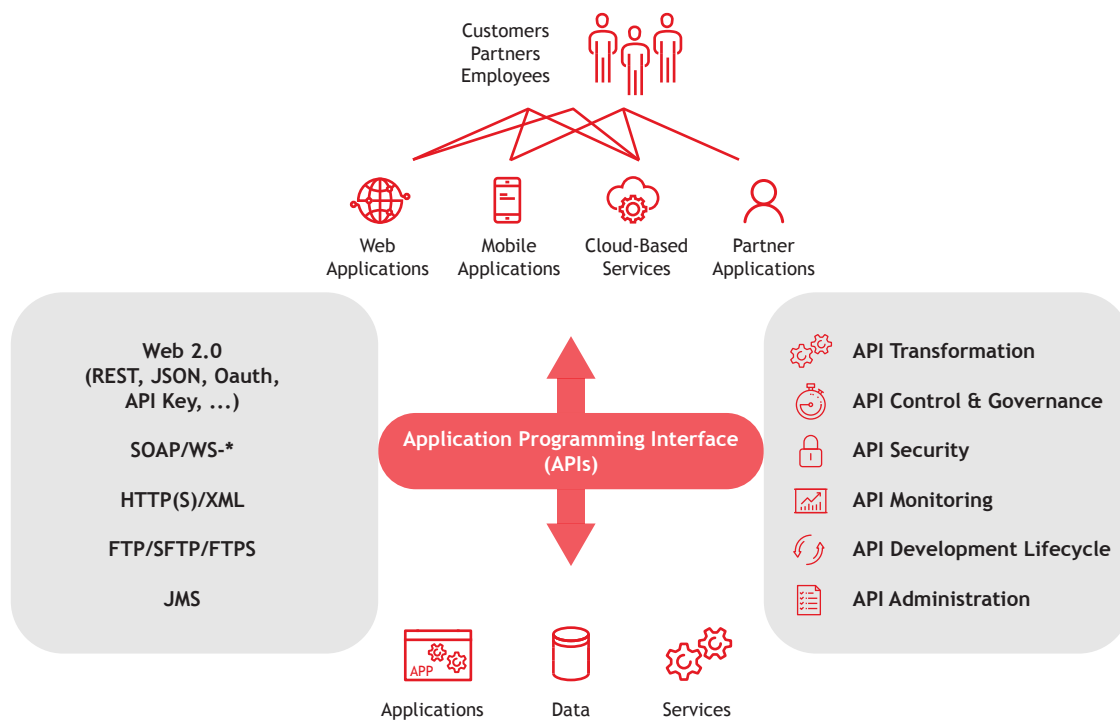 Customers
Partners
Employees
Web
Applications
Mobile
Applications
Cloud-Based
Services
Partner
Applications
Web 2.0
(REST, JSON, Oauth,
API Key, ...)
SOAP/WS-*
HTTP(S)/XML
FTP/SFTP/FTPS
JMS
Application Programming Interface
(APIs)
API Transformation
API Control & Governance
API Security
API Monitoring
API Development Lifecycle
API Administration
APP
Applications
Data
Services